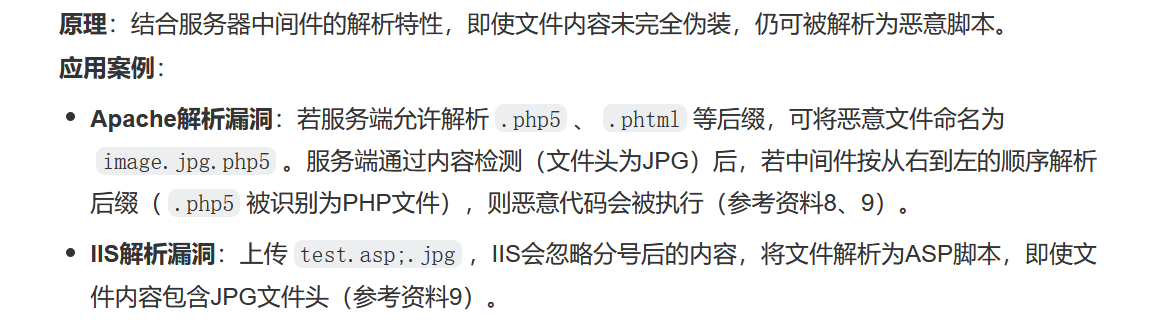 原理：结合服务器中间件的解析特性，即使文件内容未完全伪装，仍可被解析为恶意脚本。
应用案例：
• Apache解析漏洞：若服务端允许解析 .php5 、 .phtml 等后缀，可将恶意文件命名为
image.jpg.php5 。服务端通过内容检测（文件头为JPG）后，若中间件按从右到左的顺序解析
后缀（ .php5 被识别为PHP文件），则恶意代码会被执行（参考资料8、9）。
• IIS解析漏洞：上传 test.asp;.jpg ，IIS会忽略分号后的内容，将文件解析为ASP脚本，即使文
件内容包含JPG文件头（参考资料9）。